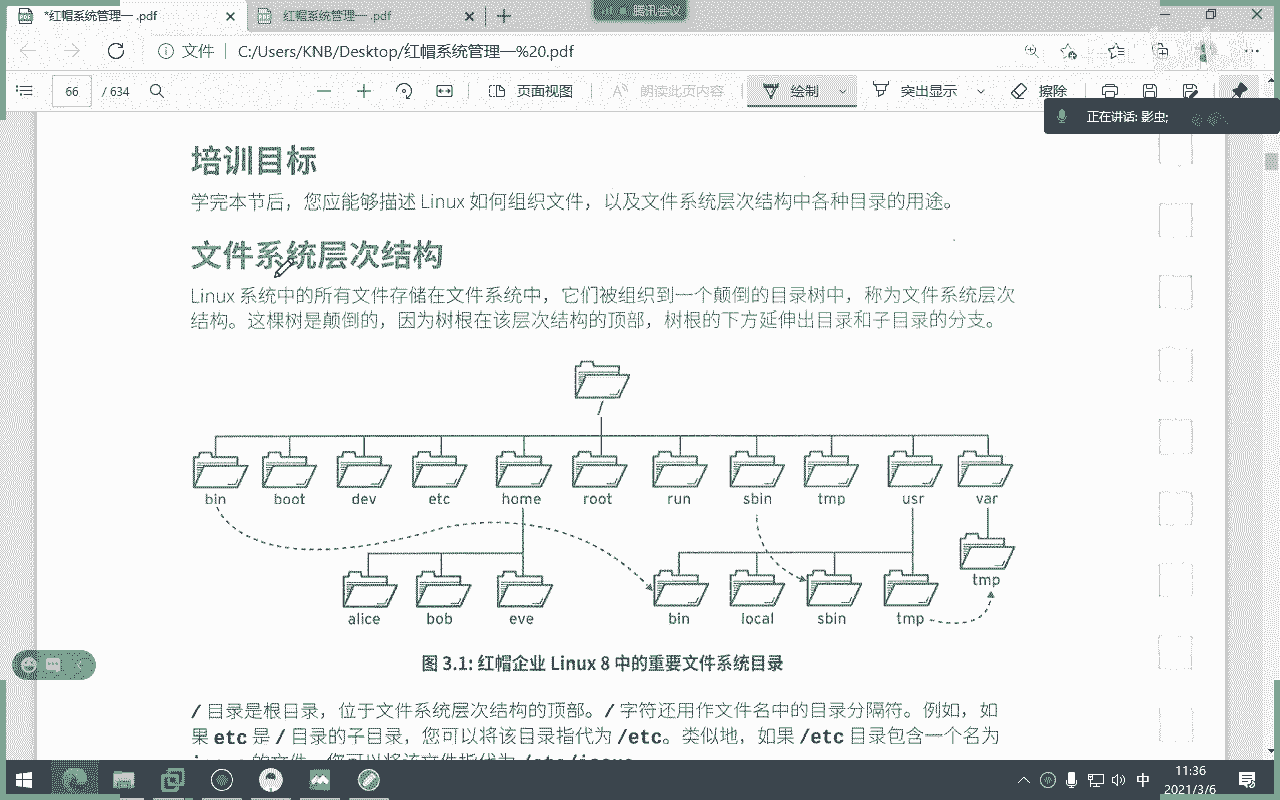 *红帽系统管理一 .pdf
红帽系统管理一 .pdf
腾讯会议
文件
C:/Users/KNB/Desktop/红帽系统管理一%20.pdf
66
/ 634
页面视图
朗读此页内容
绘制
突出显示
擦除
正在讲话: 影虫;
培训目标
学完本节后，您应能够描述 Linux 如何组织文件，以及文件系统层次结构中各种目录的用途。
文件系统层次结构
Linux 系统中的所有文件存储在文件系统中，它们被组织到一个颠倒的目录树中，称为文件系统层次
结构。这棵树是颠倒的，因为树根在该层次结构的顶部，树根的下方延伸出目录和子目录的分支。
/
bin boot dev etc home root run sbin tmp usr var
tmp
alice bob eve bin local sbin tmp
图 3.1: 红帽企业 Linux 8 中的重要文件系统目录
/ 目录是根目录，位于文件系统层次结构的顶部。/ 字符还用作文件名中的目录分隔符。例如，如
果 etc 是 / 目录的子目录，您可以将该目录指代为 /etc。类似地，如果 /etc 目录包含一个名为
中
11:36
2021/3/6